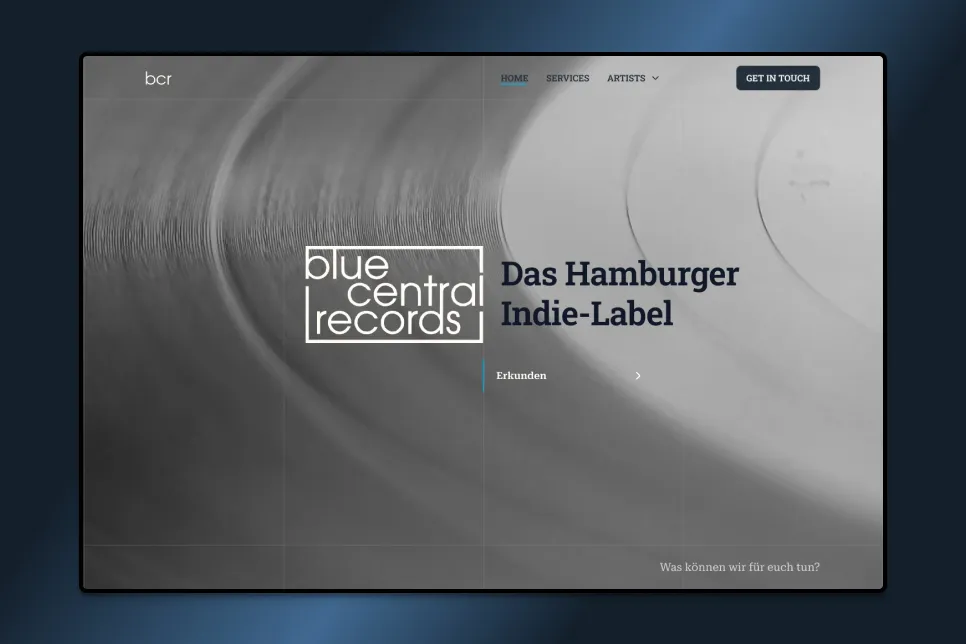 bcr
HOME
SERVICES
ARTISTS
GET IN TOUCH
blue
central
records
Das Hamburger
Indie-Label
Erkunden
Was können wir für euch tun?